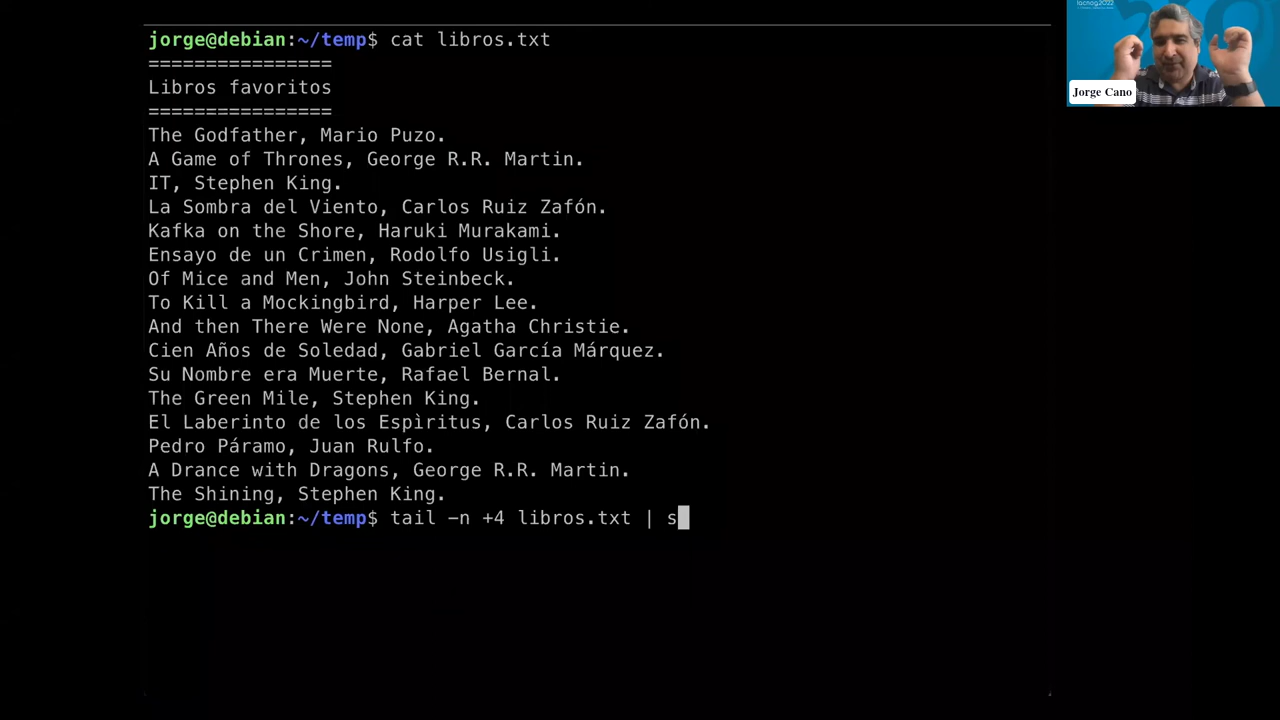 jorge@debian:~/temp$ cat libros.txt
================
Libros favoritos
================
The Godfather, Mario Puzo.
A Game of Thrones, George R.R. Martin.
IT, Stephen King.
La Sombra del Viento, Carlos Ruiz Zafón.
Kafka on the Shore, Haruki Murakami.
Ensayo de un Crimen, Rodolfo Usigli.
Of Mice and Men, John Steinbeck.
To Kill a Mockingbird, Harper Lee.
And then There Were None, Agatha Christie.
Cien Años de Soledad, Gabriel García Márquez.
Su Nombre era Muerte, Rafael Bernal.
The Green Mile, Stephen King.
El Laberinto de los Espìritus, Carlos Ruiz Zafón.
Pedro Páramo, Juan Rulfo.
A Drance with Dragons, George R.R. Martin.
The Shining, Stephen King.
jorge@debian:~/temp$ tail -n +4 libros.txt | s
lacnog2022
Jorge Cano